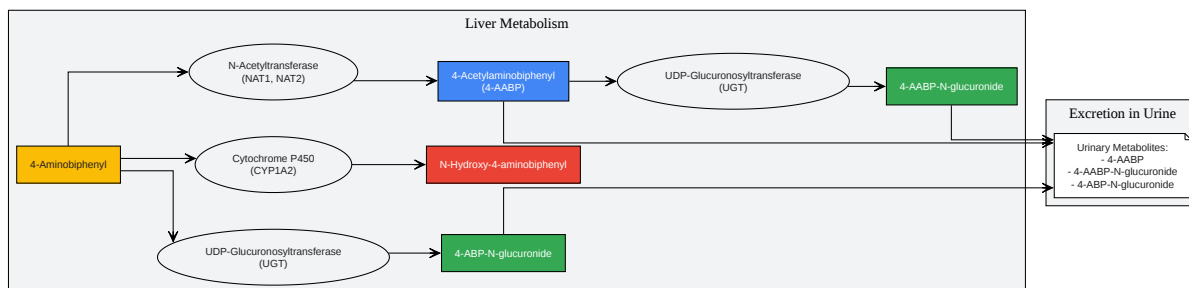 Liver Metabolism
N-Acetyltransferase
(NAT1, NAT2)
4-Acetylaminobiphenyl
(4-AABP)
UDP-Glucuronosyltransferase
(UGT)
4-AABP-N-glucuronide
Excretion in Urine
Urinary Metabolites:
- 4-AABP
- 4-AABP-N-glucuronide
- 4-ABP-N-glucuronide
4-Aminobiphenyl
Cytochrome P450
(CYP1A2)
N-Hydroxy-4-aminobiphenyl
UDP-Glucuronosyltransferase
(UGT)
4-ABP-N-glucuronide